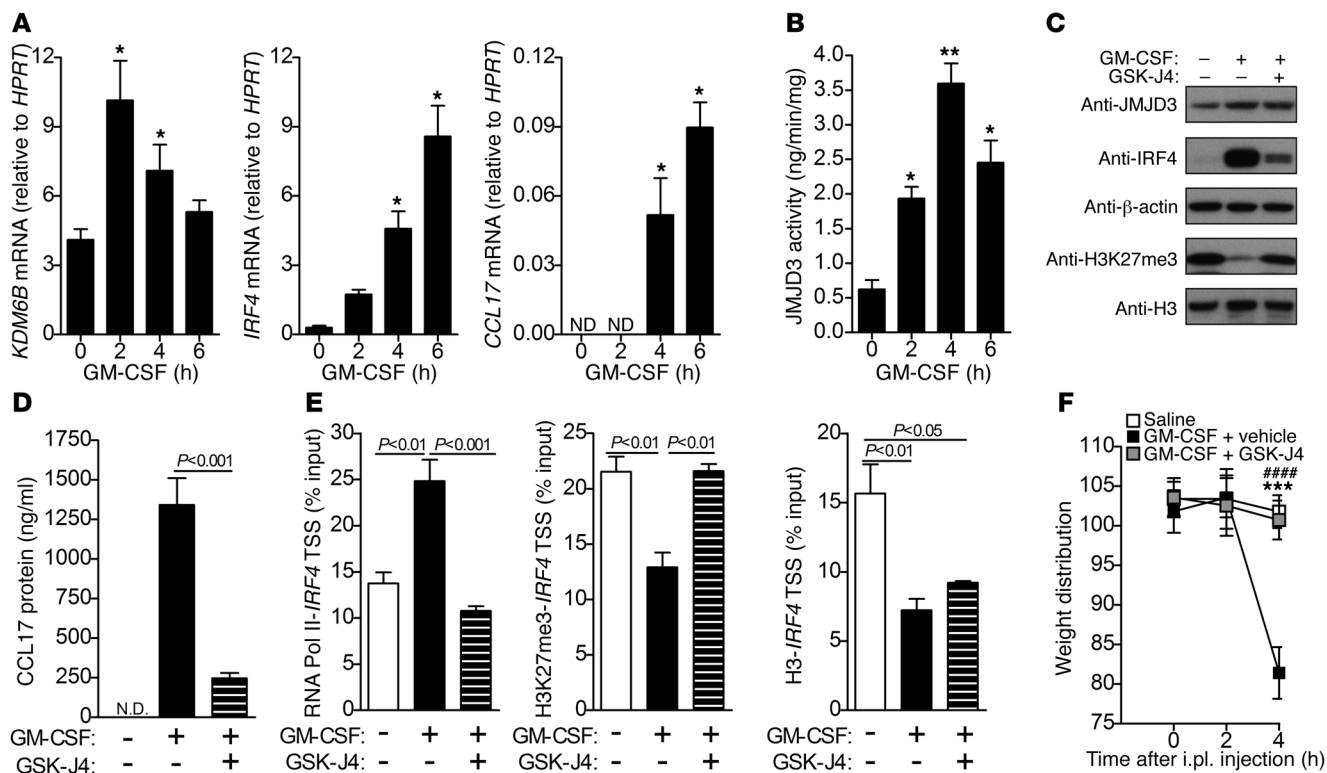 A
KDM6B mRNA (relative to HPRT)
12
9
6
3
0
*
*
0 2 4 6
GM-CSF (h)
IRF4 mRNA (relative to HPRT)
12
9
6
3
0
*
*
0 2 4 6
GM-CSF (h)
CCL17 mRNA (relative to HPRT)
0.12
0.09
0.06
0.03
0.00
ND ND
*
*
0 2 4 6
GM-CSF (h)
B
JMJD3 activity (ng/min/mg)
4.0
3.5
3.0
2.5
2.0
1.5
1.0
0.5
0.0
*
**
*
0 2 4 6
GM-CSF (h)
C
GM-CSF: – + +
GSK-J4: – – +
Anti-JMJD3
Anti-IRF4
Anti-β-actin
Anti-H3K27me3
Anti-H3
D
CCL17 protein (ng/ml)
1750
1500
1250
1000
750
500
250
0
P<0.001
N.D.
GM-CSF: - + +
GSK-J4: - - +
E
RNA Pol II-IRF4 TSS (% input)
30
25
20
15
10
5
0
P<0.01 P<0.001
GM-CSF: - + +
GSK-J4: - - +
H3K27me3-IRF4 TSS (% input)
25
20
15
10
5
0
P<0.01 P<0.01
- + +
- - +
H3-IRF4 TSS (% input)
20
15
10
5
0
P<0.05
P<0.01
- + +
- - +
F
Saline
GM-CSF + vehicle
GM-CSF + GSK-J4
####
***
Weight distribution
110
105
100
95
90
85
80
75
0 2 4
Time after i.pl. injection (h)